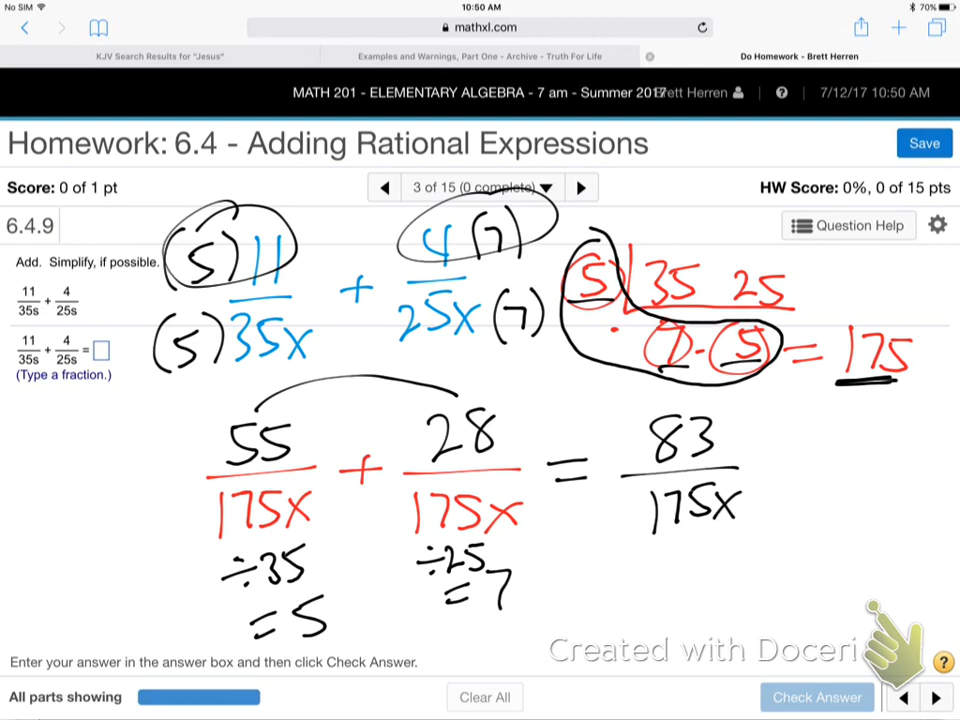 No SIM 10:50 AM 70%
mathxl.com
KJV Search Results for "Jesus" Examples and Warnings, Part One - Archive - Truth For Life Do Homework - Brett Herren
MATH 201 - ELEMENTARY ALGEBRA - 7 am - Summer 2017 Brett Herren ? 7/12/17 10:50 AM
Homework: 6.4 - Adding Rational Expressions Save
Score: 0 of 1 pt 3 of 15 (0 complete) HW Score: 0%, 0 of 15 pts
6.4.9 Question Help
Add. Simplify, if possible.
11/35s + 4/25s
11/35s + 4/25s =
(Type a fraction.)
(5) 11 4 (7)
+
(5) 35x 25x (7)
5 35 25
· 7 · 5 = 175
55 + 28 = 83
175x 175x 175x
÷35 ÷25
= 5 = 7
Created with Doceri
Enter your answer in the answer box and then click Check Answer. ?
All parts showing Clear All Check Answer